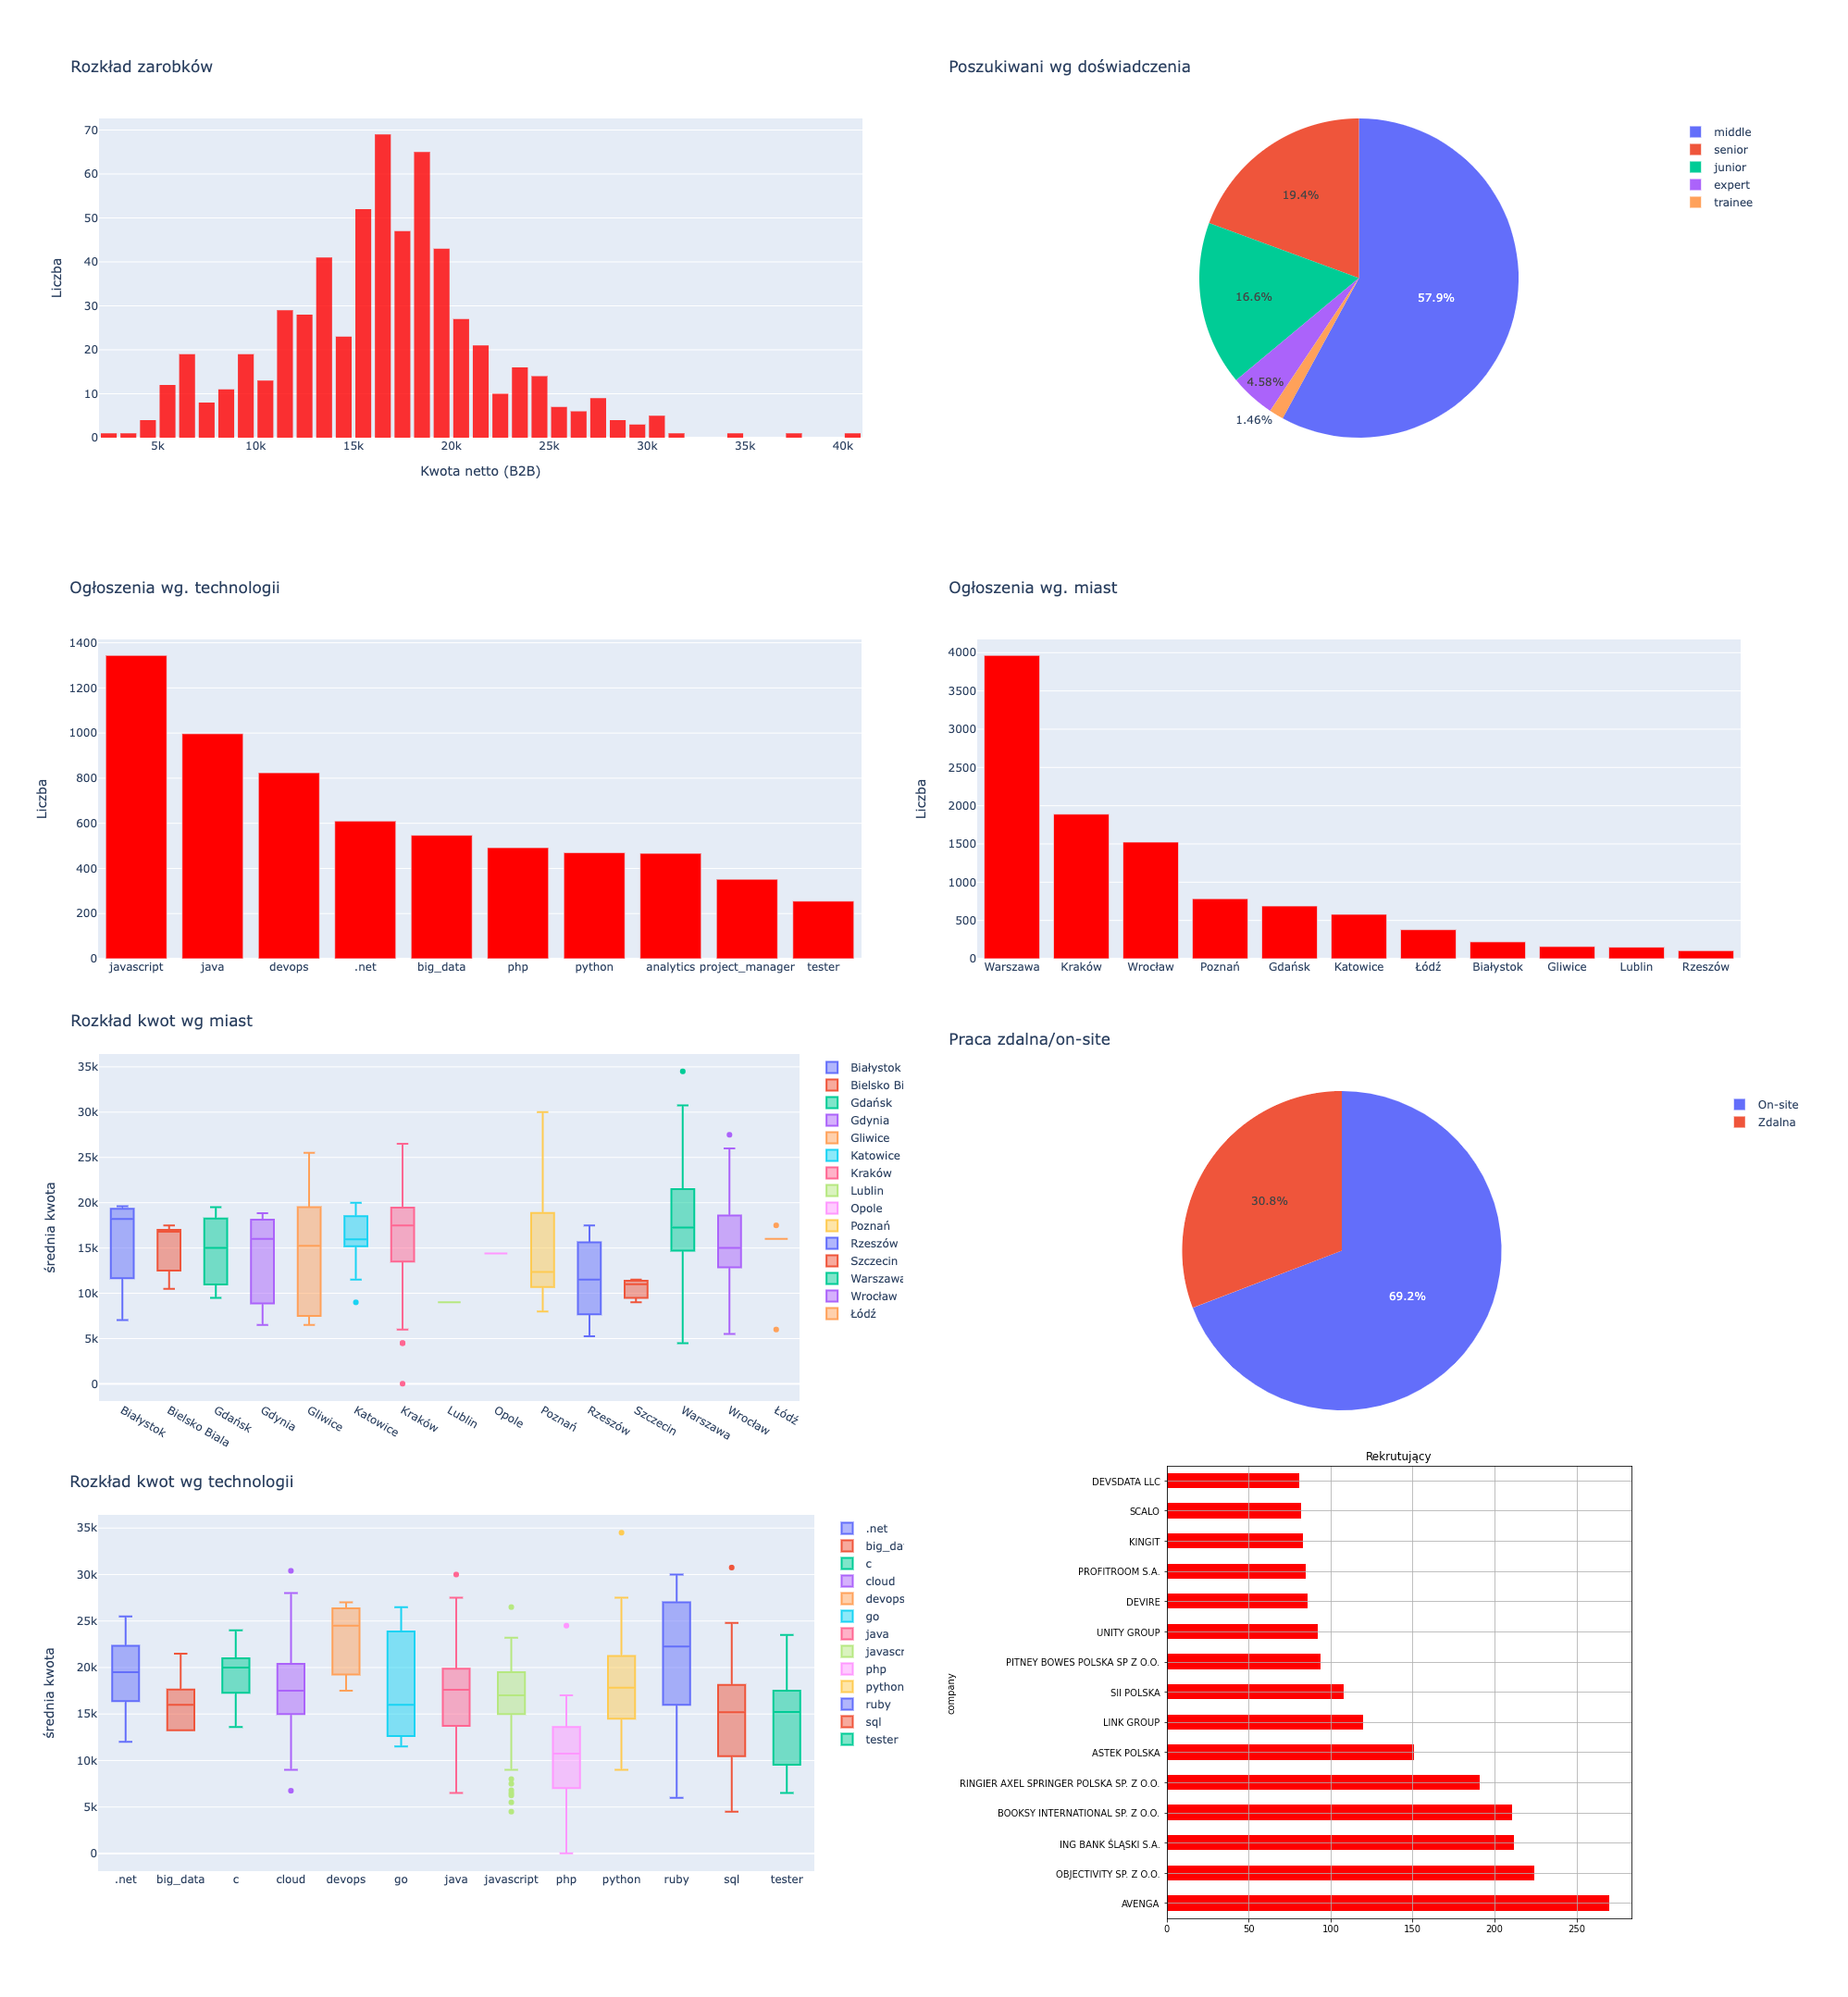 Rozkład zarobków
Liczba
70
60
50
40
30
20
10
0
5k 10k 15k 20k 25k 30k 35k 40k
Kwota netto (B2B)
Poszukiwani wg doświadczenia
19.4%
16.6%
57.9%
4.58%
1.46%
middle
senior
junior
expert
trainee
Ogłoszenia wg. technologii
Liczba
1400
1200
1000
800
600
400
200
0
javascript java devops .net big_data php python analytics project_manager tester
Ogłoszenia wg. miast
Liczba
4000
3500
3000
2500
2000
1500
1000
500
0
Warszawa Kraków Wrocław Poznań Gdańsk Katowice Łódź Białystok Gliwice Lublin Rzeszów
Rozkład kwot wg miast
średnia kwota
35k
30k
25k
20k
15k
10k
5k
0
Białystok Bielsko Biala Gdańsk Gdynia Gliwice Katowice Kraków Lublin Opole Poznań Rzeszów Szczecin Warszawa Wrocław Łódź
Białystok
Bielsko Bi
Gdańsk
Gdynia
Gliwice
Katowice
Kraków
Lublin
Opole
Poznań
Rzeszów
Szczecin
Warszawa
Wrocław
Łódź
Praca zdalna/on-site
30.8%
69.2%
On-site
Zdalna
Rozkład kwot wg technologii
średnia kwota
35k
30k
25k
20k
15k
10k
5k
0
.net big_data c cloud devops go java javascript php python ruby sql tester
.net
big_da
c
cloud
devops
go
java
javascr
php
python
ruby
sql
tester
Rekrutujący
company
DEVSDATA LLC
SCALO
KINGIT
PROFITROOM S.A.
DEVIRE
UNITY GROUP
PITNEY BOWES POLSKA SP Z O.O.
SII POLSKA
LINK GROUP
ASTEK POLSKA
RINGIER AXEL SPRINGER POLSKA SP. Z O.O.
BOOKSY INTERNATIONAL SP. Z O.O.
ING BANK ŚLĄSKI S.A.
OBJECTIVITY SP. Z O.O.
AVENGA
0 50 100 150 200 250